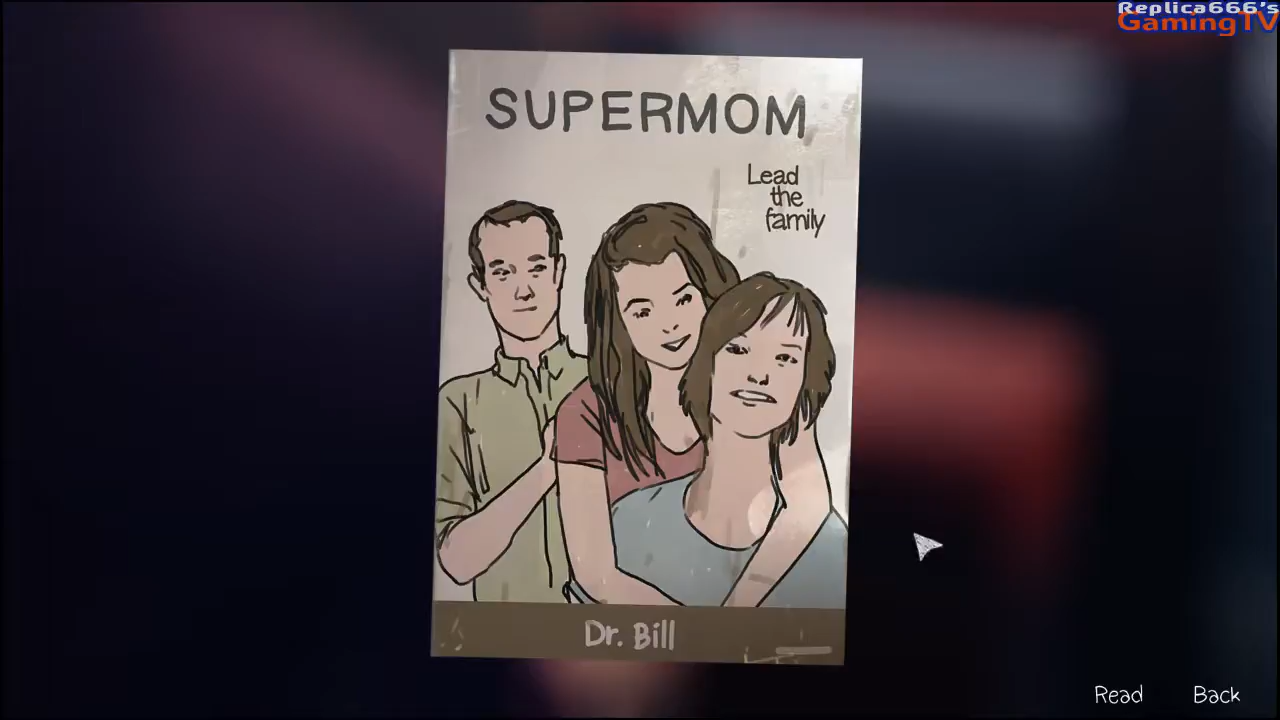 Replica666's
GamingTV
SUPERMOM
Lead
the
family
Dr. Bill
Read
Back